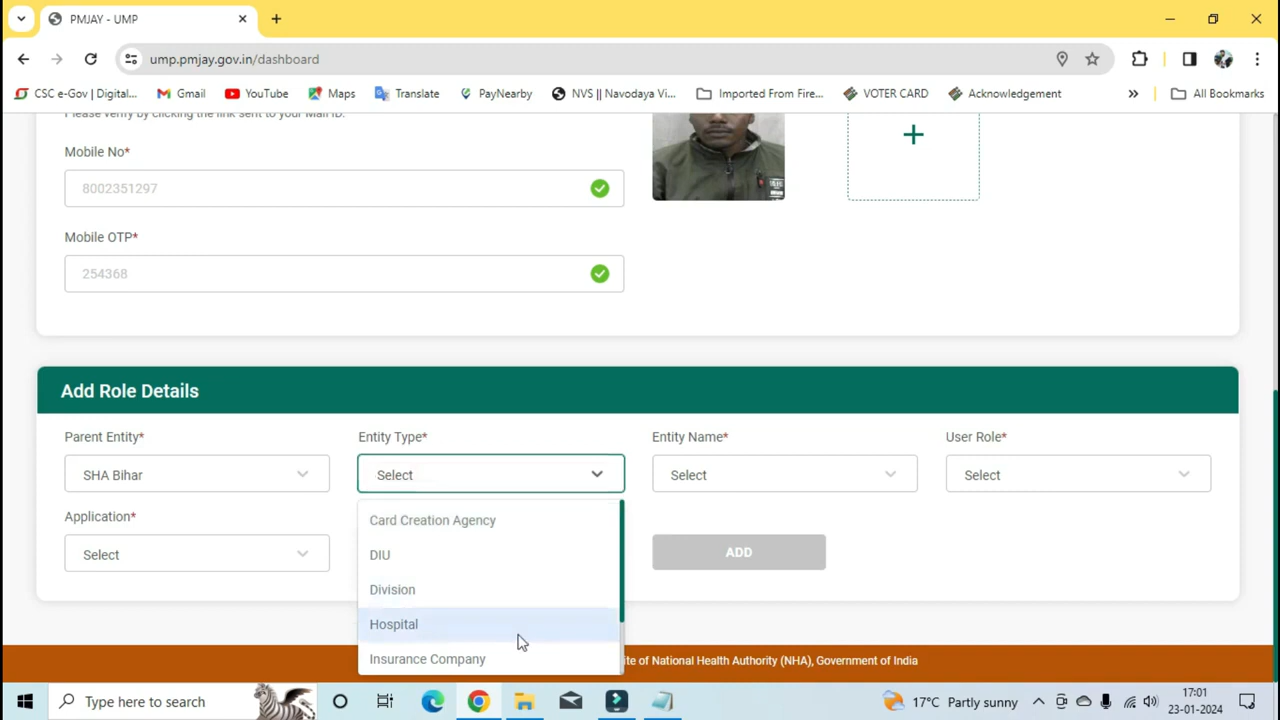 PMJAY - UMP
ump.pmjay.gov.in/dashboard
CSC e-Gov | Digital... Gmail YouTube Maps Translate PayNearby NVS || Navodaya Vi... Imported From Fire... VOTER CARD Acknowledgement » All Bookmarks
Please verify by clicking the link sent to your Mail ID.
Mobile No*
8002351297
Mobile OTP*
254368
Add Role Details
Parent Entity* Entity Type* Entity Name* User Role*
SHA Bihar Select Select Select
Application*
Select
ADD
Card Creation Agency
DIU
Division
Hospital
Insurance Company
of National Health Authority (NHA), Government of India
Type here to search
17°C Partly sunny
17:01
23-01-2024